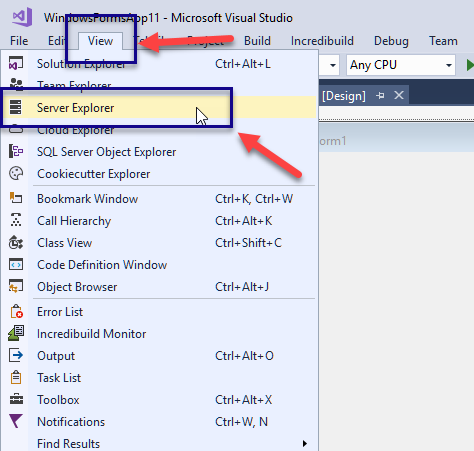 WindowsFormsApp11 - Microsoft Visual Studio
File View Project Build Incredibuild Debug Team
Any CPU
Solution Explorer Ctrl+Alt+L
Team Explorer
Server Explorer
[Design]
Cloud Explorer
SQL Server Object Explorer
Cookiecutter Explorer
Bookmark Window Ctrl+K, Ctrl+W
Call Hierarchy Ctrl+Alt+K
Class View Ctrl+Shift+C
Code Definition Window
Object Browser Ctrl+Alt+J
Error List
Incredibuild Monitor
Output Ctrl+Alt+O
Task List
Toolbox Ctrl+Alt+X
Notifications Ctrl+W, N
Find Results